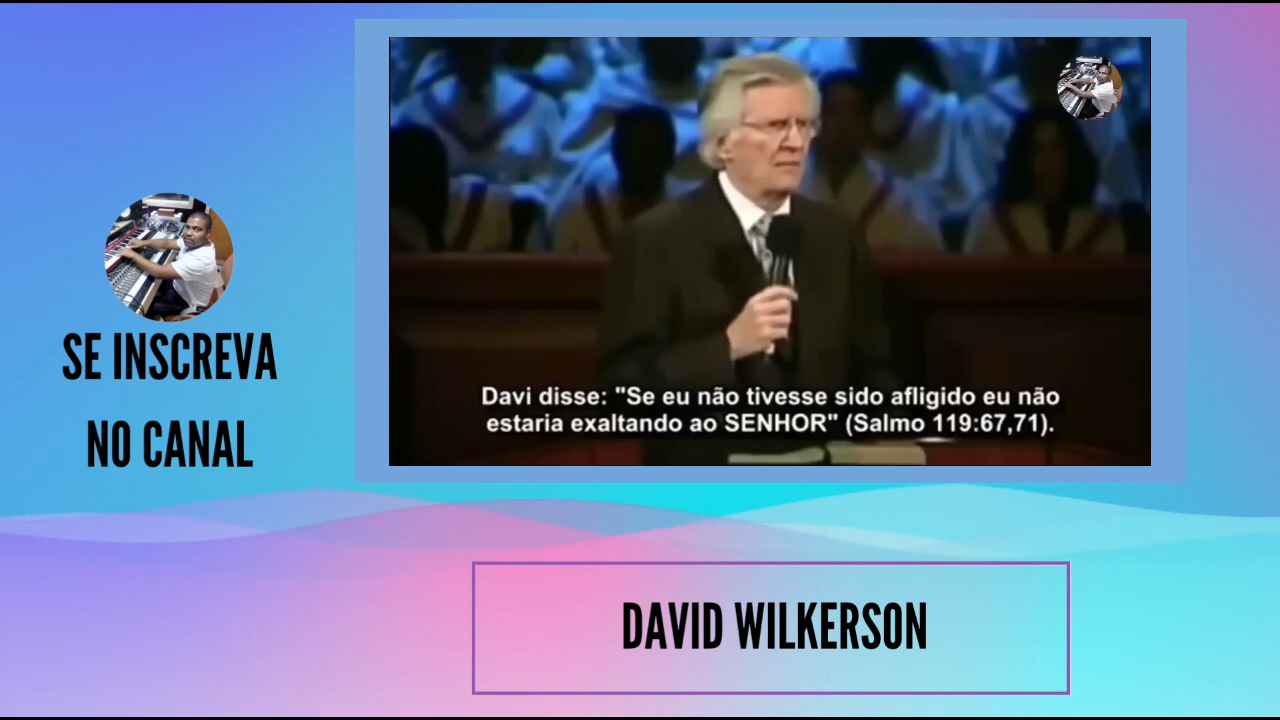 SE INSCREVA
NO CANAL
Davi disse: "Se eu não tivesse sido afligido eu não
estaria exaltando ao SENHOR" (Salmo 119:67,71).
DAVID WILKERSON